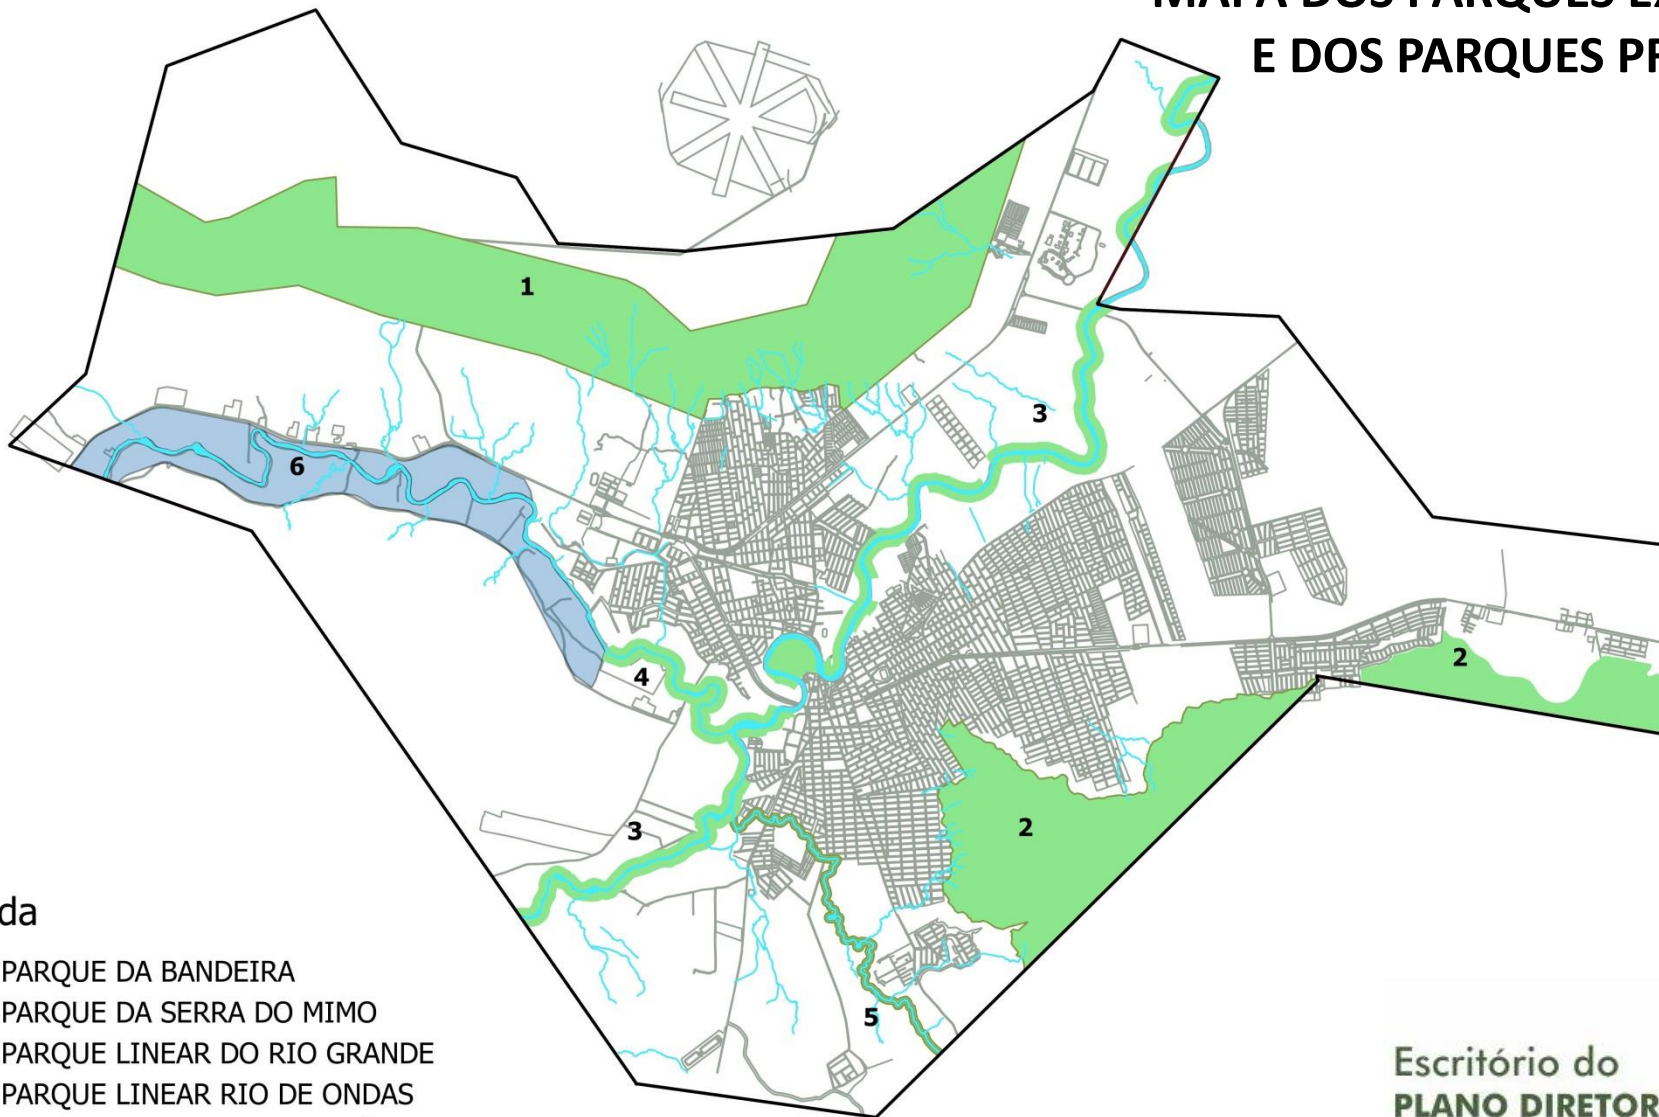 E DOS PARQUES
1
3
6
2
4
2
3
5
da
PARQUE DA BANDEIRA
PARQUE DA SERRA DO MIMO
PARQUE LINEAR DO RIO GRANDE
PARQUE LINEAR RIO DE ONDAS
Escritório do
PLANO DIRETOR